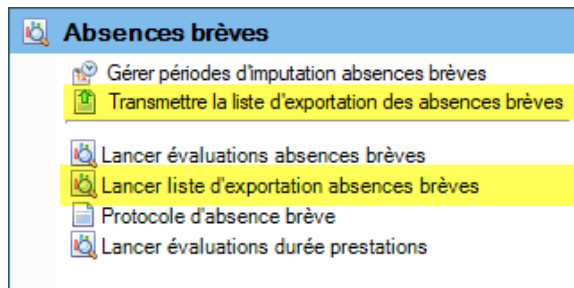 Absences brèves
Gérer périodes d'imputation absences brèves
Transmettre la liste d'exportation des absences brèves
Lancer évaluations absences brèves
Lancer liste d'exportation absences brèves
Protocole d'absence brève
Lancer évaluations durée prestations